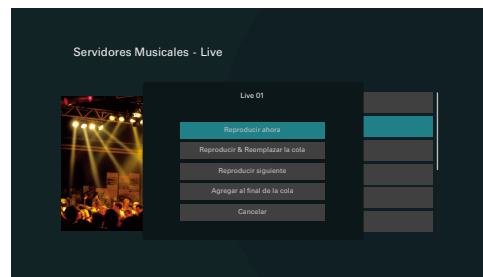 Servidores Musicales - Live
Live 01
Reproducir ahora
Reproducir & Reemplazar la cola
Reproducir siguiente
Agregar al final de la cola
Cancelar